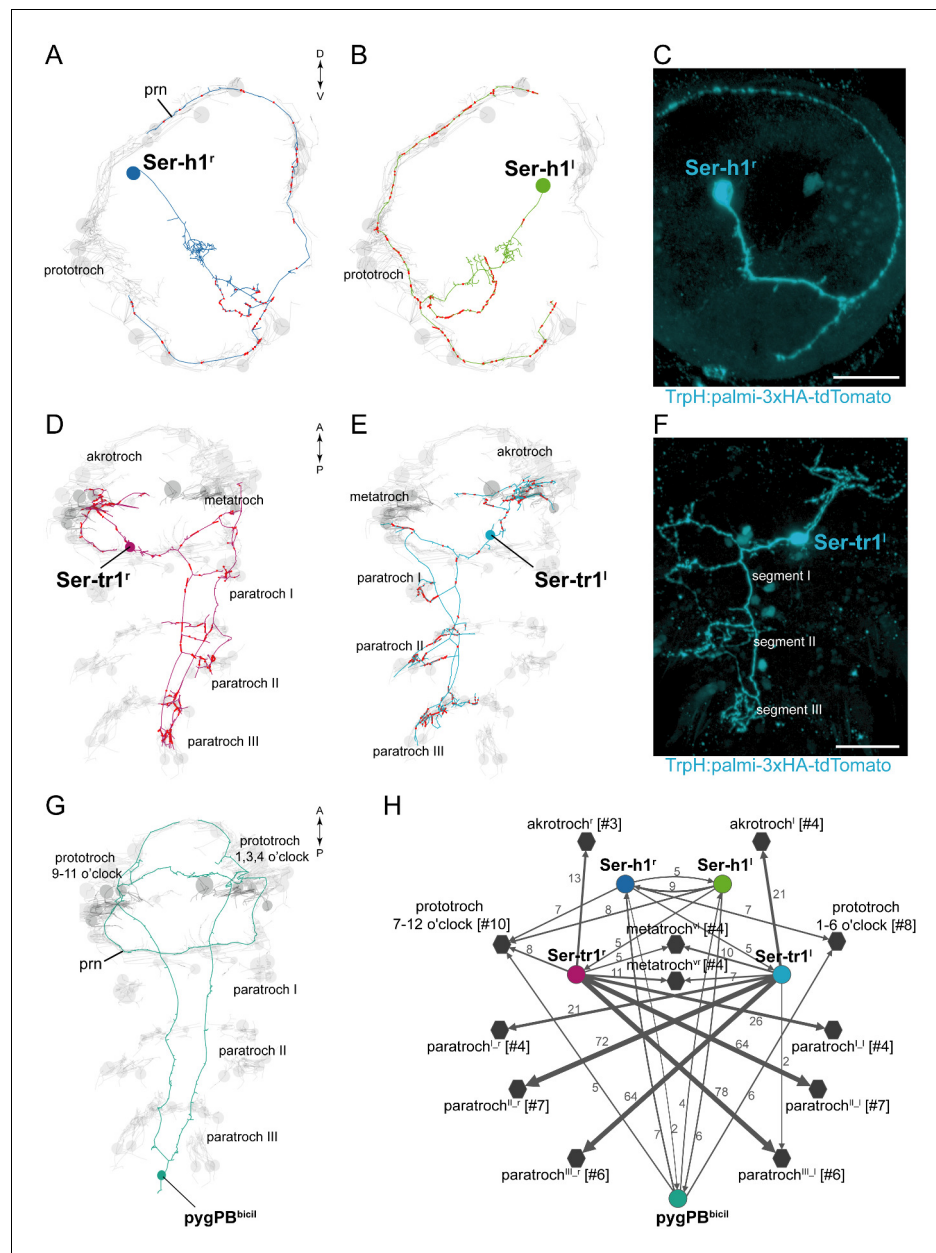 A
D
V
prn
Ser-h1ʳ
prototroch
B
Ser-h1ˡ
prototroch
C
Ser-h1ʳ
TrpH:palmi-3xHA-tdTomato
D
A
P
akrotroch
metatroch
Ser-tr1ʳ
paratroch I
paratroch II
paratroch III
E
akrotroch
metatroch
Ser-tr1ˡ
paratroch I
paratroch II
paratroch III
F
Ser-tr1ˡ
segment I
segment II
segment III
TrpH:palmi-3xHA-tdTomato
G
A
P
prototroch
9-11 o'clock
prototroch
1,3,4 o'clock
prn
paratroch I
paratroch II
paratroch III
pygPBᵇⁱᶜⁱˡ
H
akrotrochʳ [#3]
akrotrochˡ [#4]
Ser-h1ʳ
Ser-h1ˡ
5
9
13
21
prototroch
7-12 o'clock [#10]
7
8
7
prototroch
1-6 o'clock [#8]
metatrochᵛˡ [#4]
8
5
5
5
10
Ser-tr1ʳ
metatrochᵛʳ [#4]
Ser-tr1ˡ
11
7
21
26
paratrochᴵ_ʳ [#4]
paratrochᴵ_ˡ [#4]
72
64
2
paratrochᴵᴵ_ʳ [#7]
paratrochᴵᴵ_ˡ [#7]
5
64
4
78
6
7
2
6
paratrochᴵᴵᴵ_ʳ [#6]
paratrochᴵᴵᴵ_ˡ [#6]
pygPBᵇⁱᶜⁱˡ